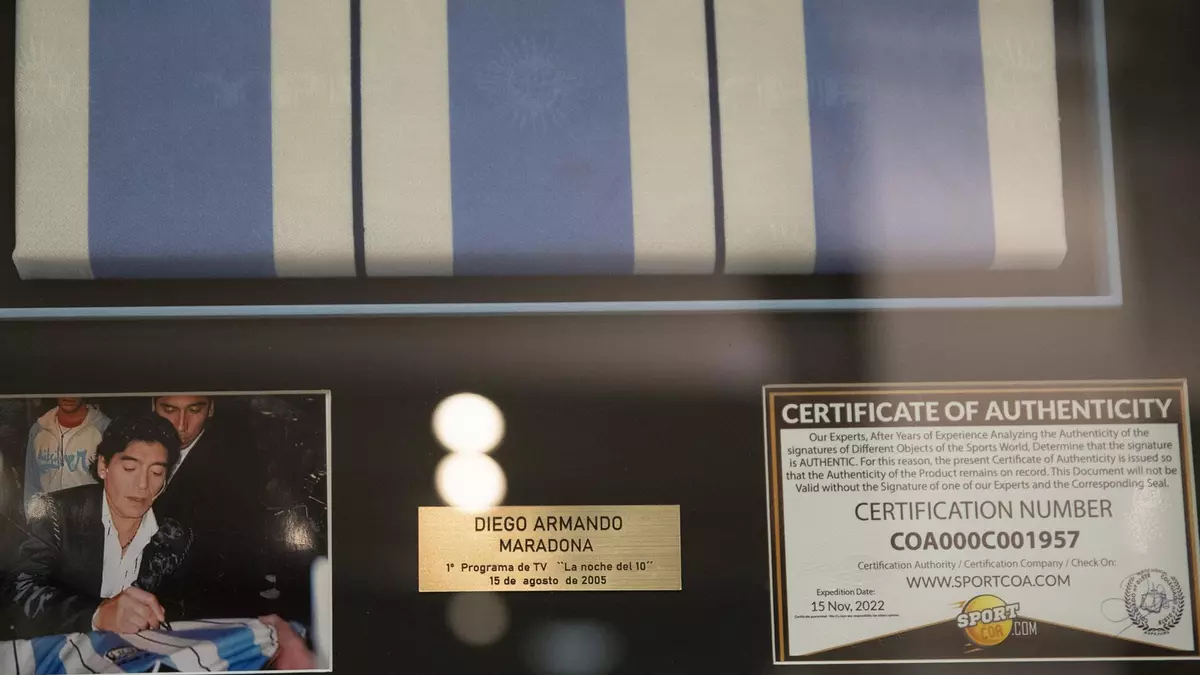 DIEGO ARMANDO
MARADONA
1° Programa de TV ``La noche del 10´´
15 de agosto de 2005
CERTIFICATE OF AUTHENTICITY
Our Experts, After Years of Experience Analyzing the Authenticity of the
signatures of Different Objects of the Sports World, Determine that the signature
is AUTHENTIC. For this reason, the present Certificate of Authenticity is issued so
that the Authenticity of the Product remains on record. This Document will not be
Valid without the Signature of one of our Experts and the Corresponding Seal.
CERTIFICATION NUMBER
COA000C001957
Certification Authority / Certification Company / Check On:
WWW.SPORTCOA.COM
Expedition Date:
15 Nov, 2022
SPORT
COA .COM